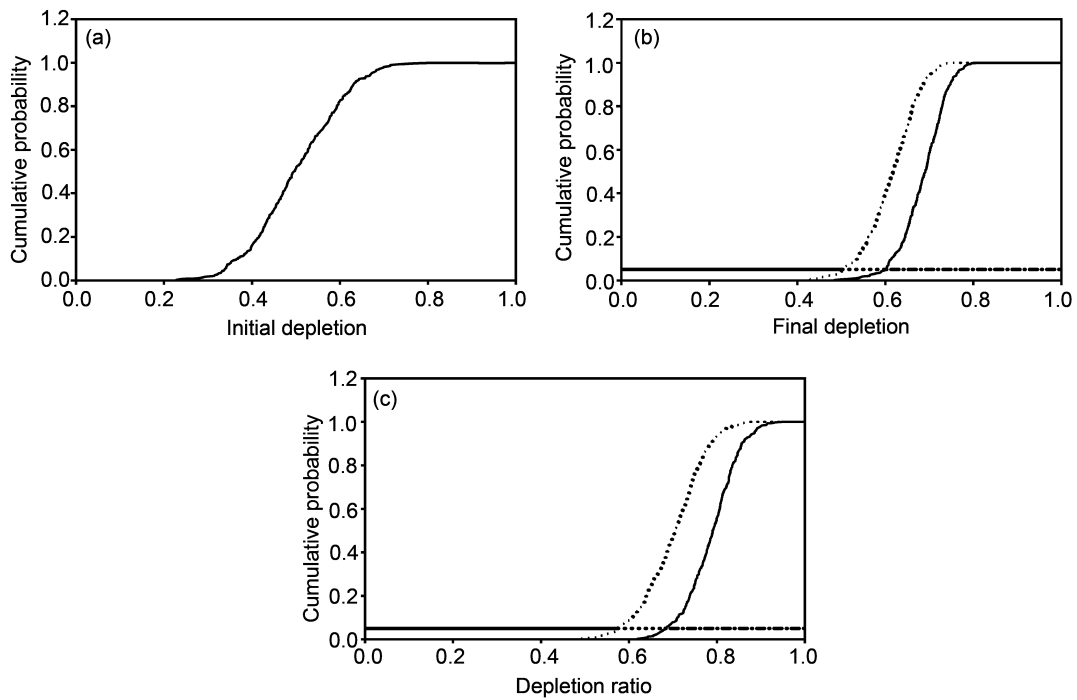 (a)
Cumulative probability
1.2
1.0
0.8
0.6
0.4
0.2
0.0
0.0 0.2 0.4 0.6 0.8 1.0
Initial depletion
(b)
Cumulative probability
1.2
1.0
0.8
0.6
0.4
0.2
0.0
0.0 0.2 0.4 0.6 0.8 1.0
Final depletion
(c)
Cumulative probability
1.2
1.0
0.8
0.6
0.4
0.2
0.0
0.0 0.2 0.4 0.6 0.8 1.0
Depletion ratio